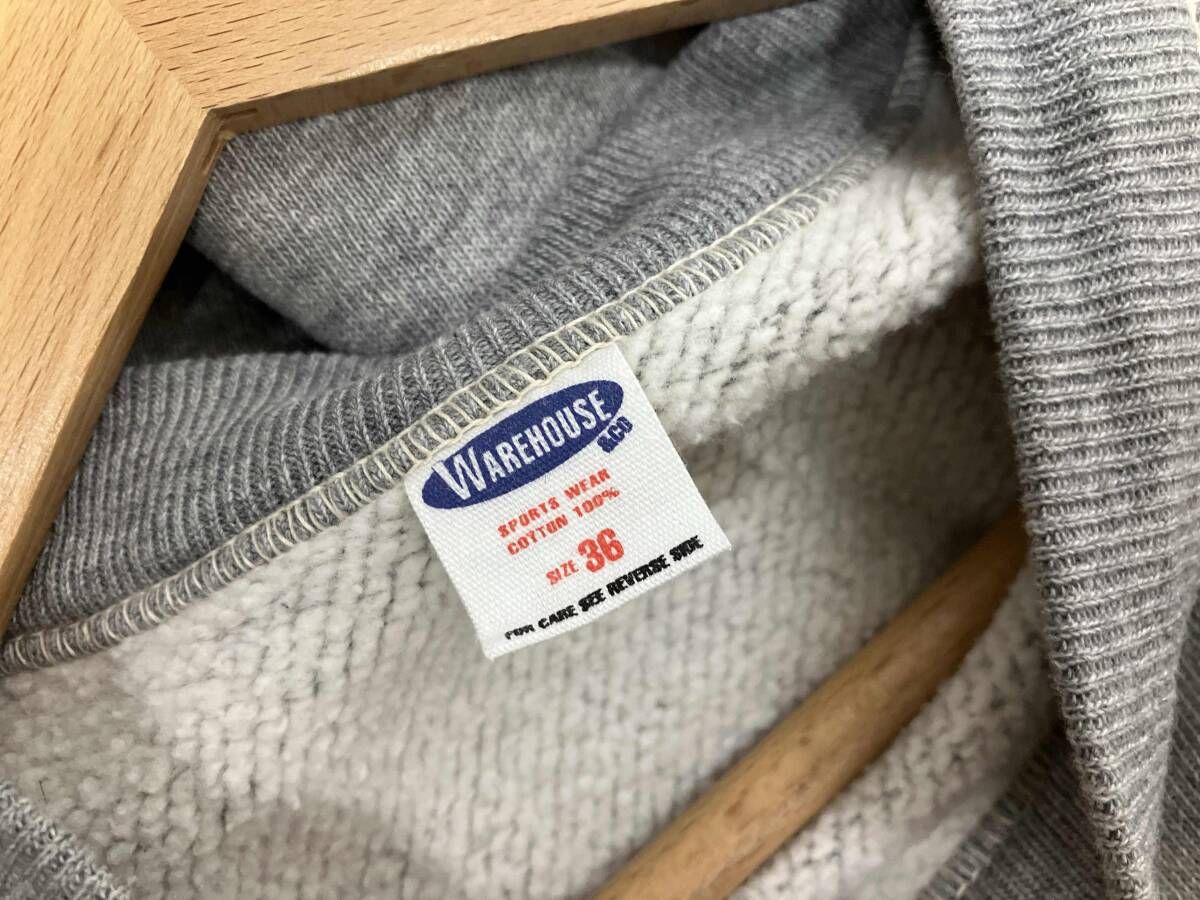 WAREHOUSE
&CO
SPORTS WEAR
COTTON 100%
SIZE 36
FOR CARE SEE REVERSE SIDE